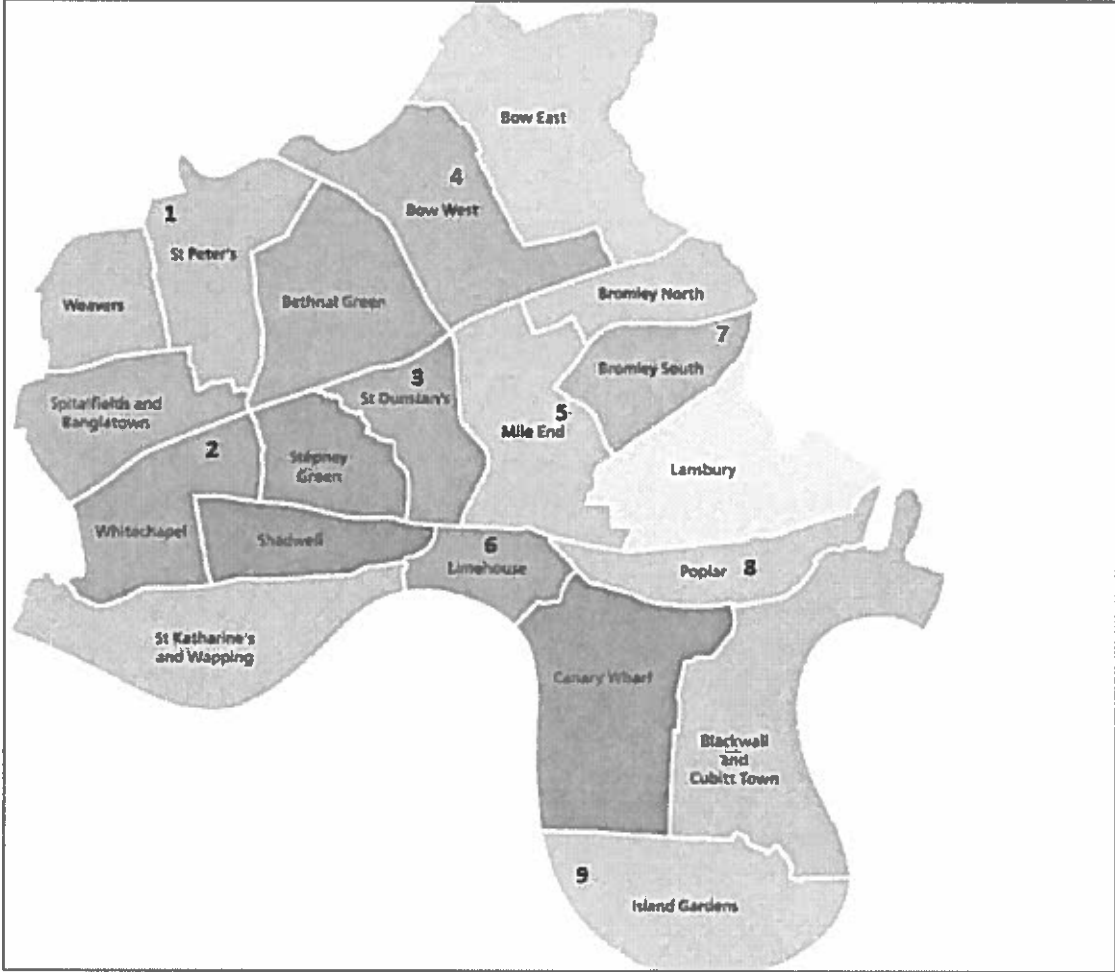 Bow East
4
Bow West
1
St Peter's
Weavers
Bethnal Green
Bromley North
7
Bromley South
3
St Dunstan's
Spitalfields and
Banglatown
5
Mile End
2
Stepney
Green
Lansbury
Whitechapel
Shadwell
6
Limehouse
Poplar 8
St Katharine's
and Wapping
Canary Wharf
Blackwall
and
Cubitt Town
9
Island Gardens